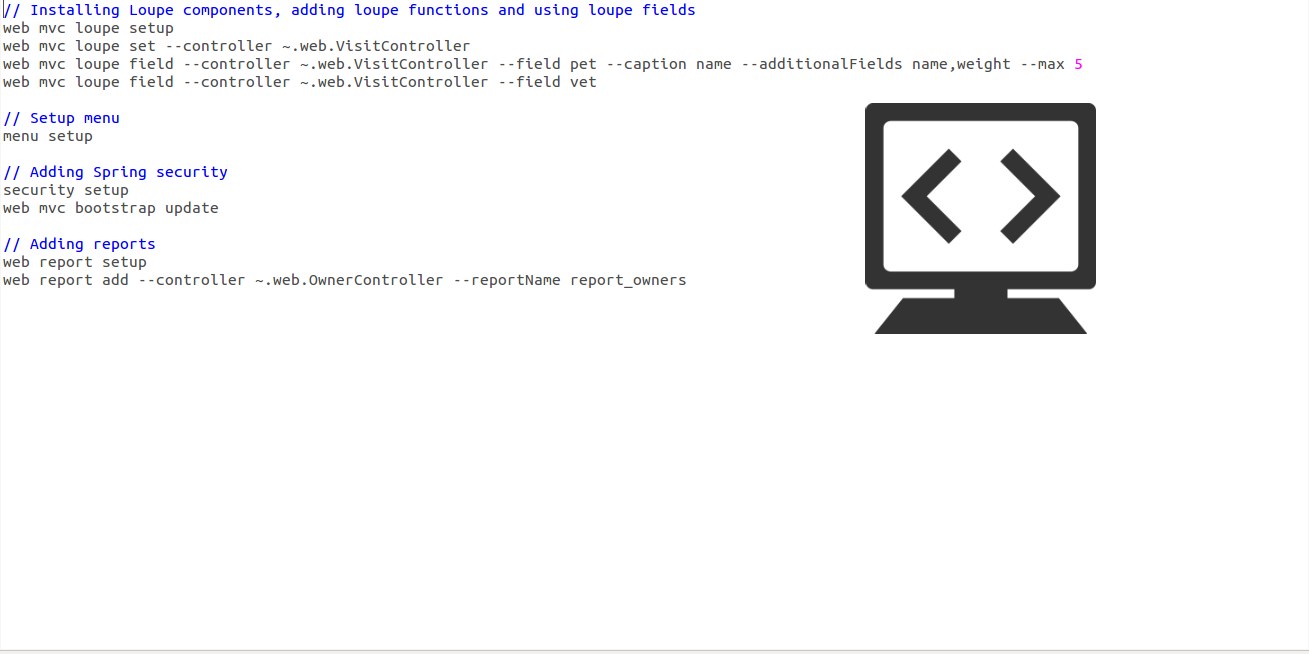 // Installing Loupe components, adding loupe functions and using loupe fields
web mvc loupe setup
web mvc loupe set --controller ~.web.VisitController
web mvc loupe field --controller ~.web.VisitController --field pet --caption name --additionalFields name,weight --max 5
web mvc loupe field --controller ~.web.VisitController --field vet
// Setup menu
menu setup
// Adding Spring security
security setup
web mvc bootstrap update
// Adding reports
web report setup
web report add --controller ~.web.OwnerController --reportName report_owners